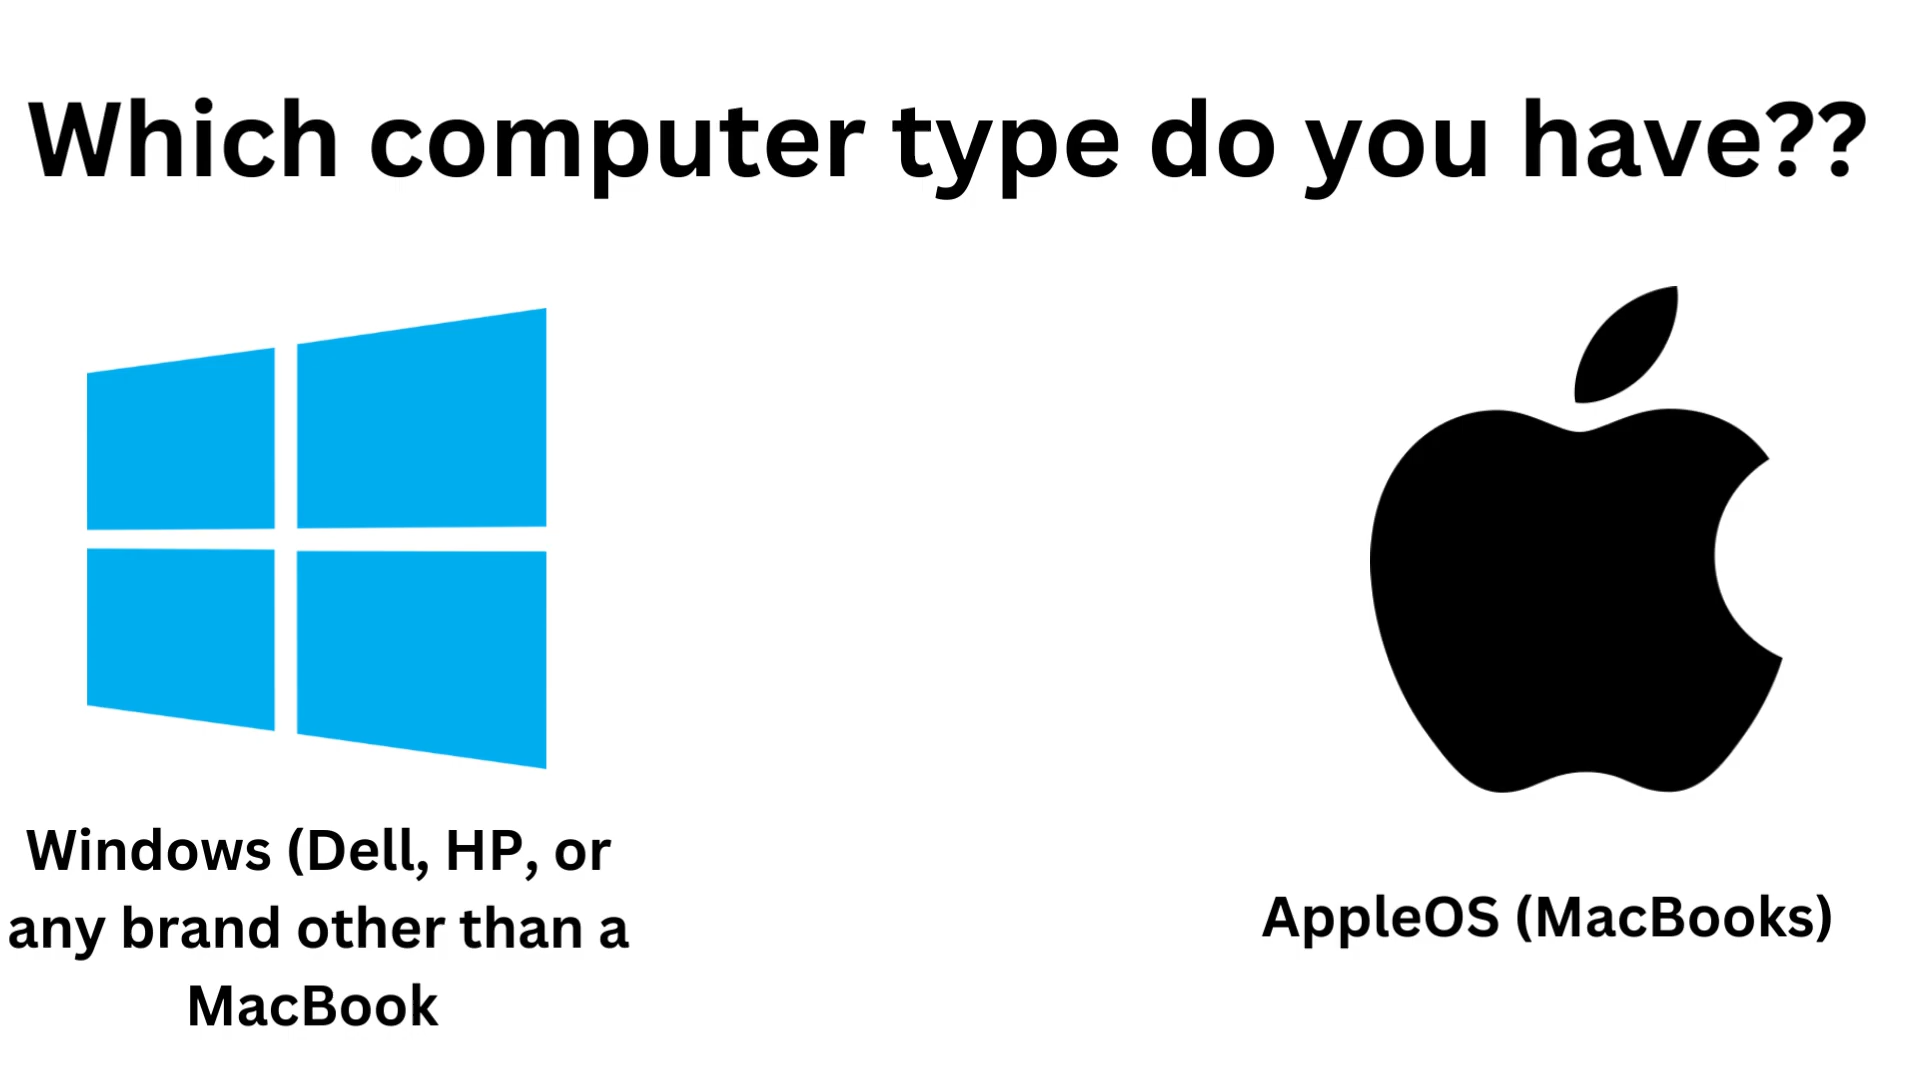 Which computer type do you have??
Windows (Dell, HP, or
any brand other than a
MacBook
AppleOS (MacBooks)